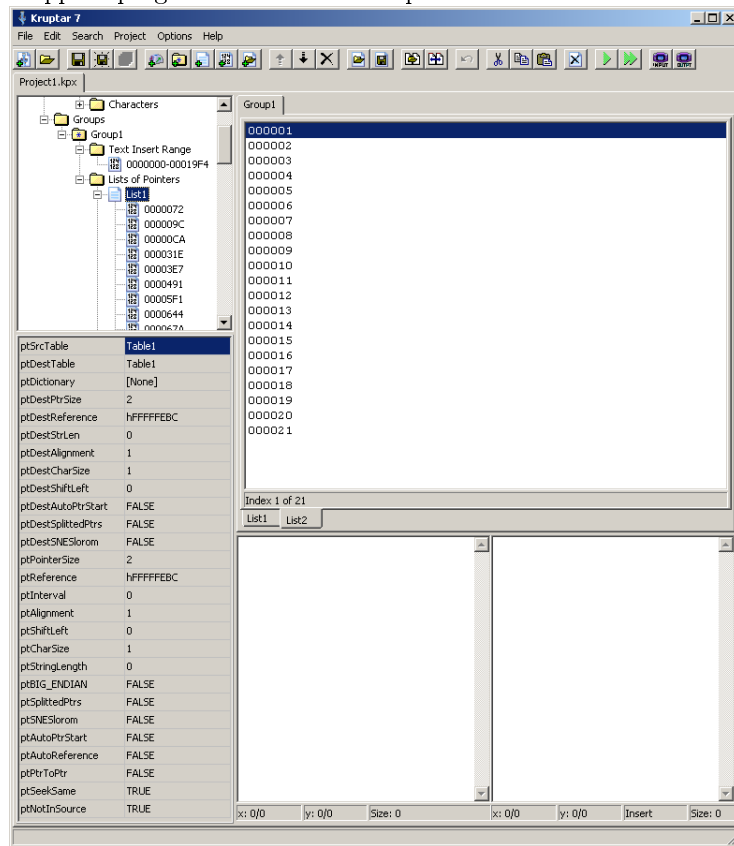 Kruptar 7
File Edit Search Project Options Help
INPUT OUTPUT
Project1.kpx
Characters
Groups
Group1
Text Insert Range
0000000-00019F4
Lists of Pointers
List1
0000072
000009C
00000CA
000031E
00003E7
0000491
00005F1
0000644
000067A
ptSrcTable Table1
ptDestTable Table1
ptDictionary [None]
ptDestPtrSize 2
ptDestReference hFFFFFEBC
ptDestStrLen 0
ptDestAlignment 1
ptDestCharSize 1
ptDestShiftLeft 0
ptDestAutoPtrStart FALSE
ptDestSplittedPtrs FALSE
ptDestSNESlorom FALSE
ptPointerSize 2
ptReference hFFFFFEBC
ptInterval 0
ptAlignment 1
ptShiftLeft 0
ptCharSize 1
ptStringLength 0
ptBIG_ENDIAN FALSE
ptSplittedPtrs FALSE
ptSNESlorom FALSE
ptAutoPtrStart FALSE
ptAutoReference FALSE
ptPtrToPtr FALSE
ptSeekSame TRUE
ptNotInSource TRUE
Group1
000001
000002
000003
000004
000005
000006
000007
000008
000009
000010
000011
000012
000013
000014
000015
000016
000017
000018
000019
000020
000021
Index 1 of 21
List1 List2
x: 0/0 y: 0/0 Size: 0
x: 0/0 y: 0/0 Insert Size: 0